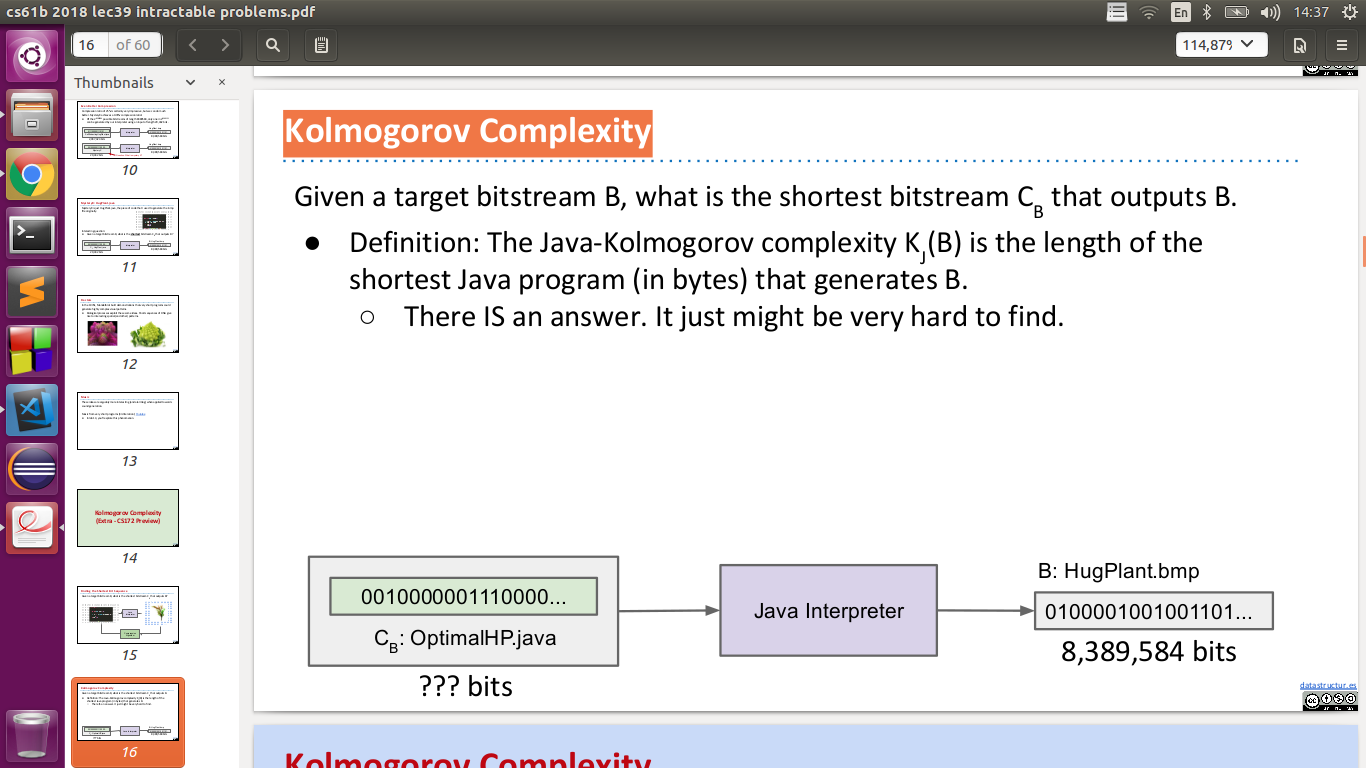 cs61b 2018 lec39 intractable problems.pdf
En
14:37
16 of 60
114,87%
Thumbnails
10
11
12
13
Kolmogorov Complexity
(Extra - CS172 Preview)
14
15
16
Kolmogorov Complexity
Given a target bitstream B, what is the shortest bitstream CB that outputs B.
● Definition: The Java-Kolmogorov complexity KJ(B) is the length of the
shortest Java program (in bytes) that generates B.
○ There IS an answer. It just might be very hard to find.
0010000001110000...
CB: OptimalHP.java
??? bits
Java Interpreter
B: HugPlant.bmp
0100001001001101...
8,389,584 bits
datastructur.es
Kolmogorov Complexity